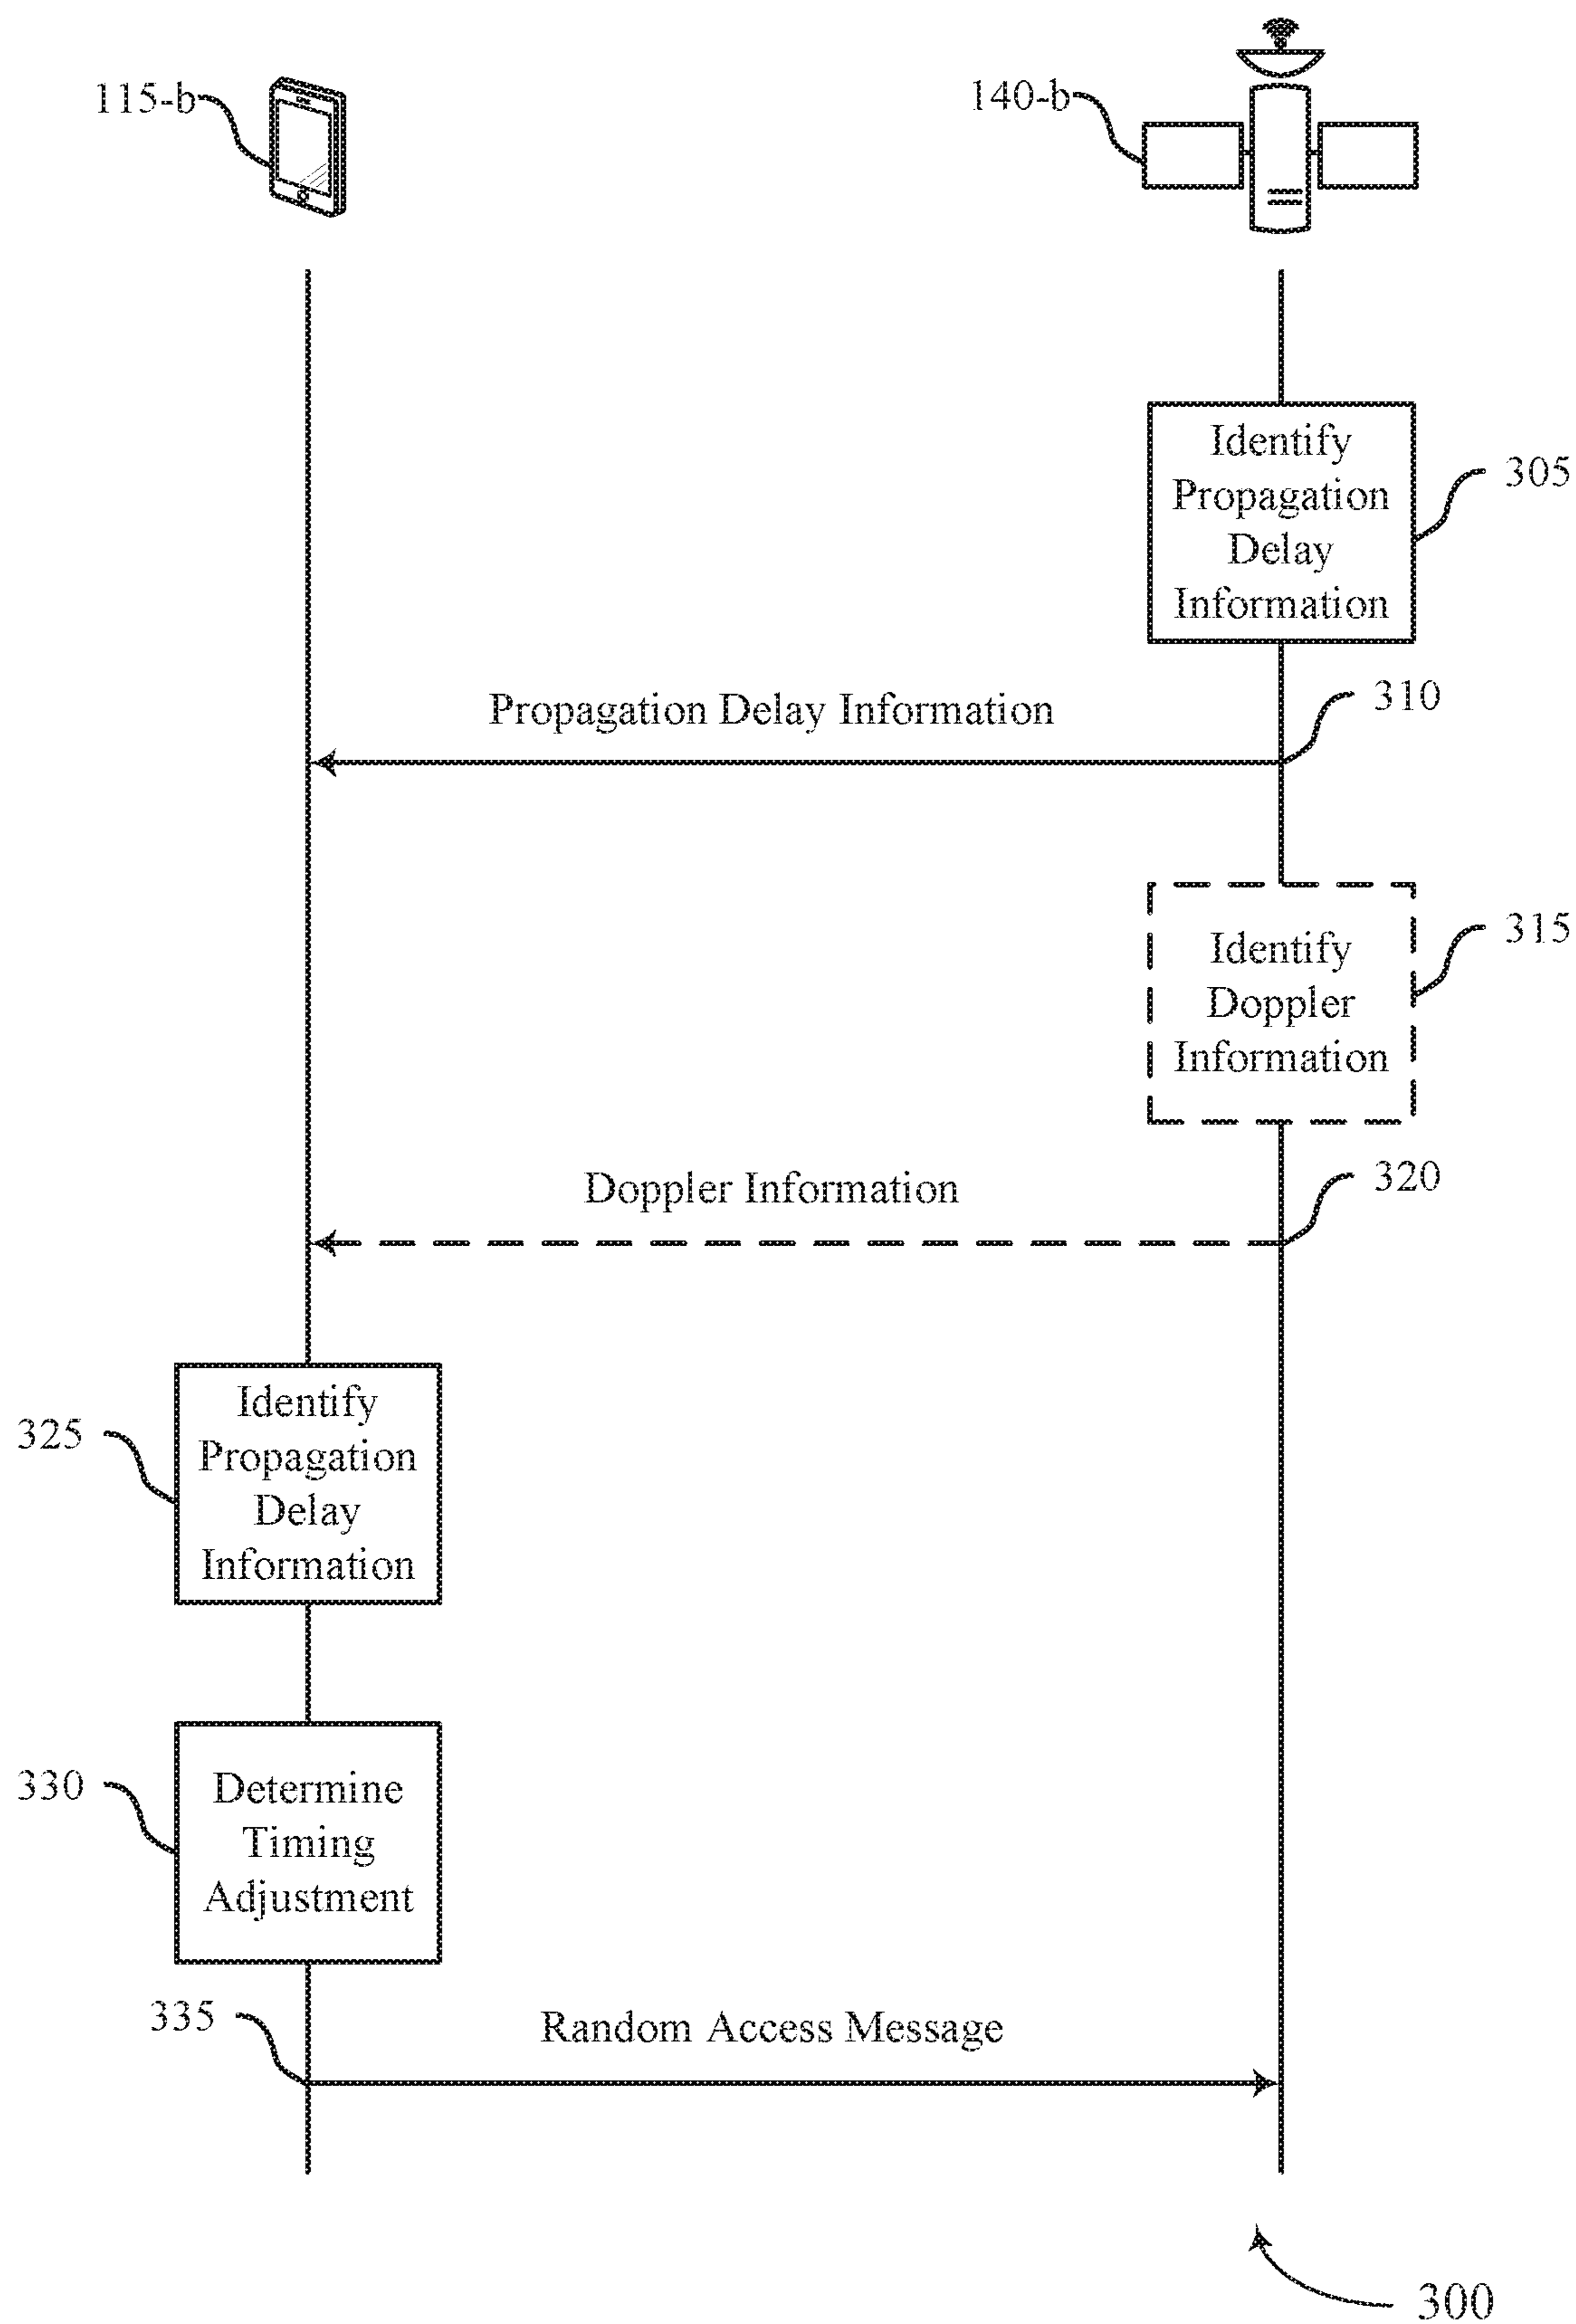 115-b
140-b
Identify
Propagation
Delay
Information
305
310
Propagation Delay Information
Identify
Doppler
Information
315
320
Doppler Information
Identify
Propagation
Delay
Information
325
Determine
Timing
Adjustment
330
335
Random Access Message
300